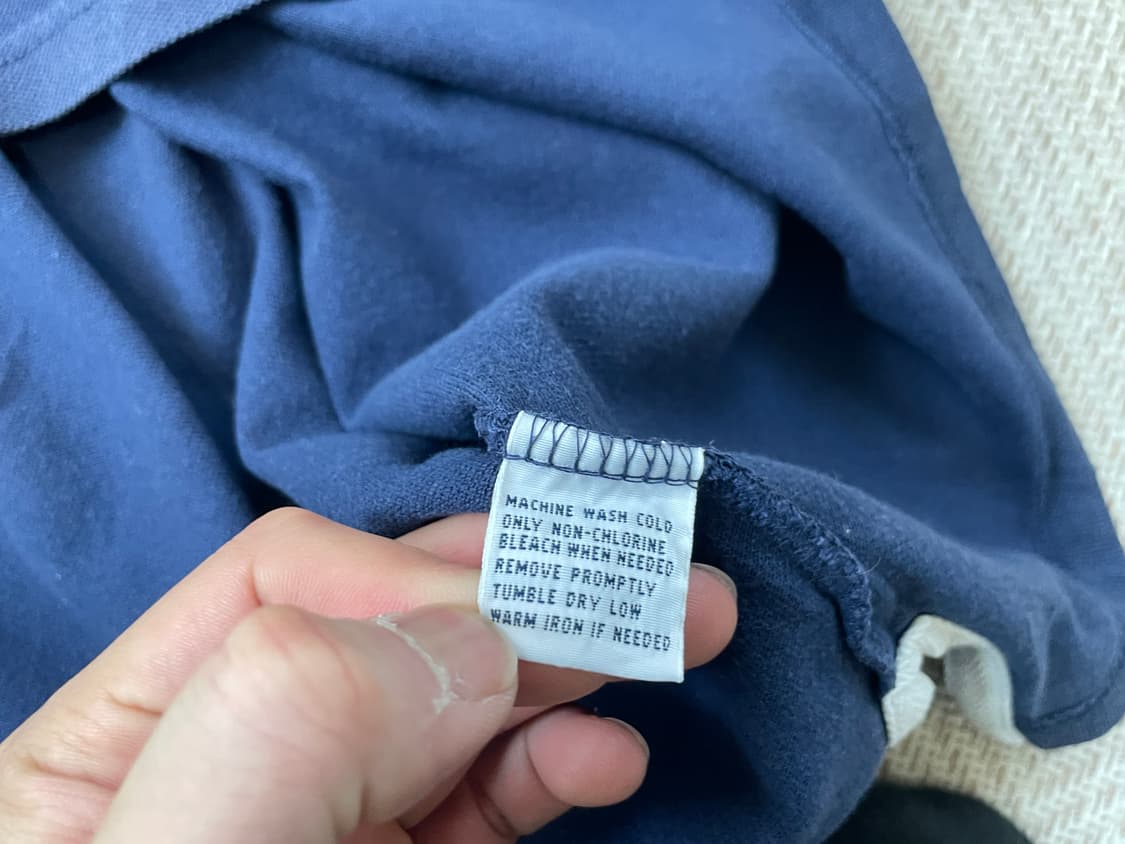 MACHINE WASH COLD
ONLY NON-CHLORINE
BLEACH WHEN NEEDED
REMOVE PROMPTLY
TUMBLE DRY LOW
WARM IRON IF NEEDED